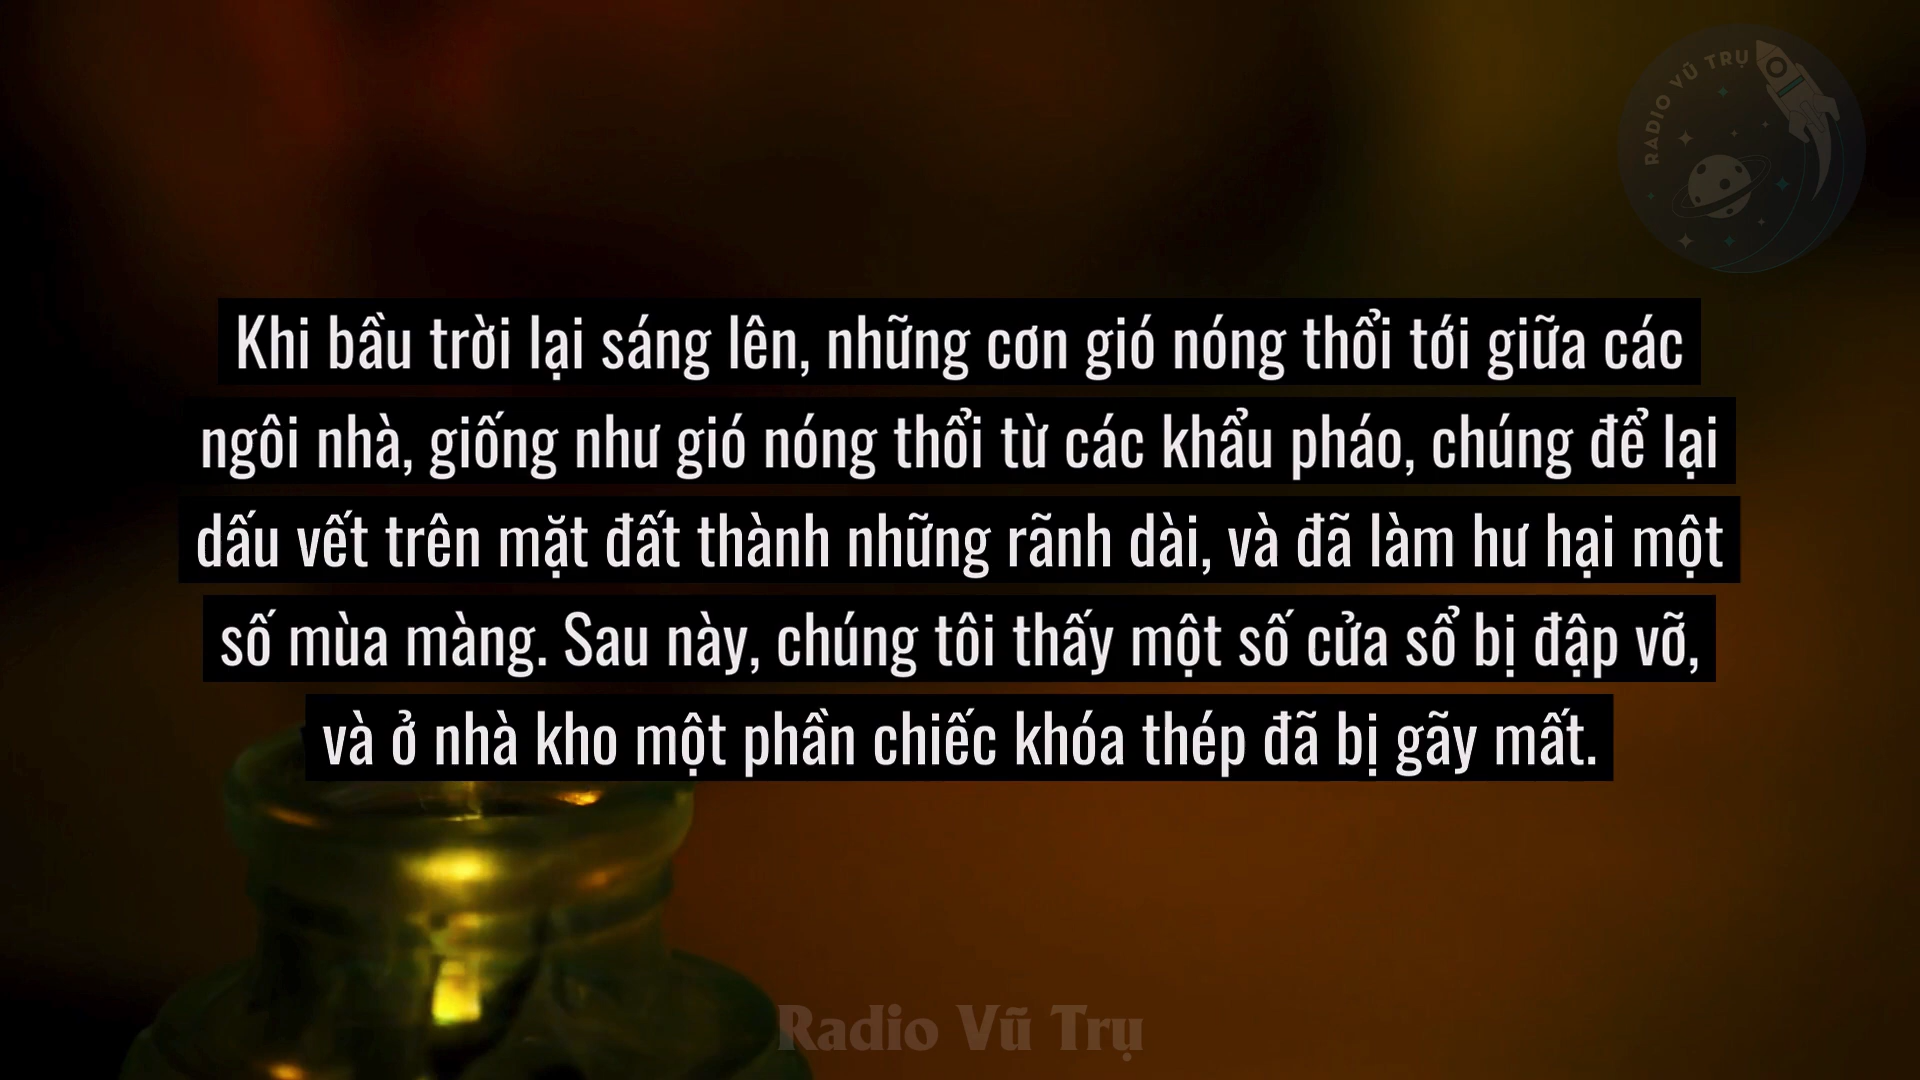 RADIO VŨ TRỤ
Khi bầu trời lại sáng lên, những cơn gió nóng thổi tới giữa các
ngôi nhà, giống như gió nóng thổi từ các khẩu pháo, chúng để lại
dấu vết trên mặt đất thành những rãnh dài, và đã làm hư hại một
số mùa màng. Sau này, chúng tôi thấy một số cửa sổ bị đập vỡ,
và ở nhà kho một phần chiếc khóa thép đã bị gãy mất.
Radio Vũ Trụ